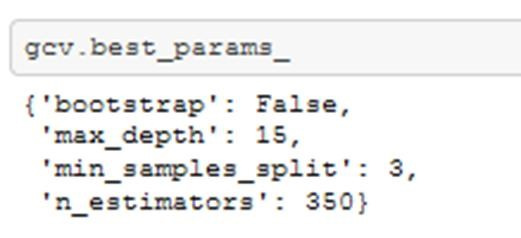 gcv.best_params_
{'bootstrap': False,
 'max_depth': 15,
 'min_samples_split': 3,
 'n_estimators': 350}